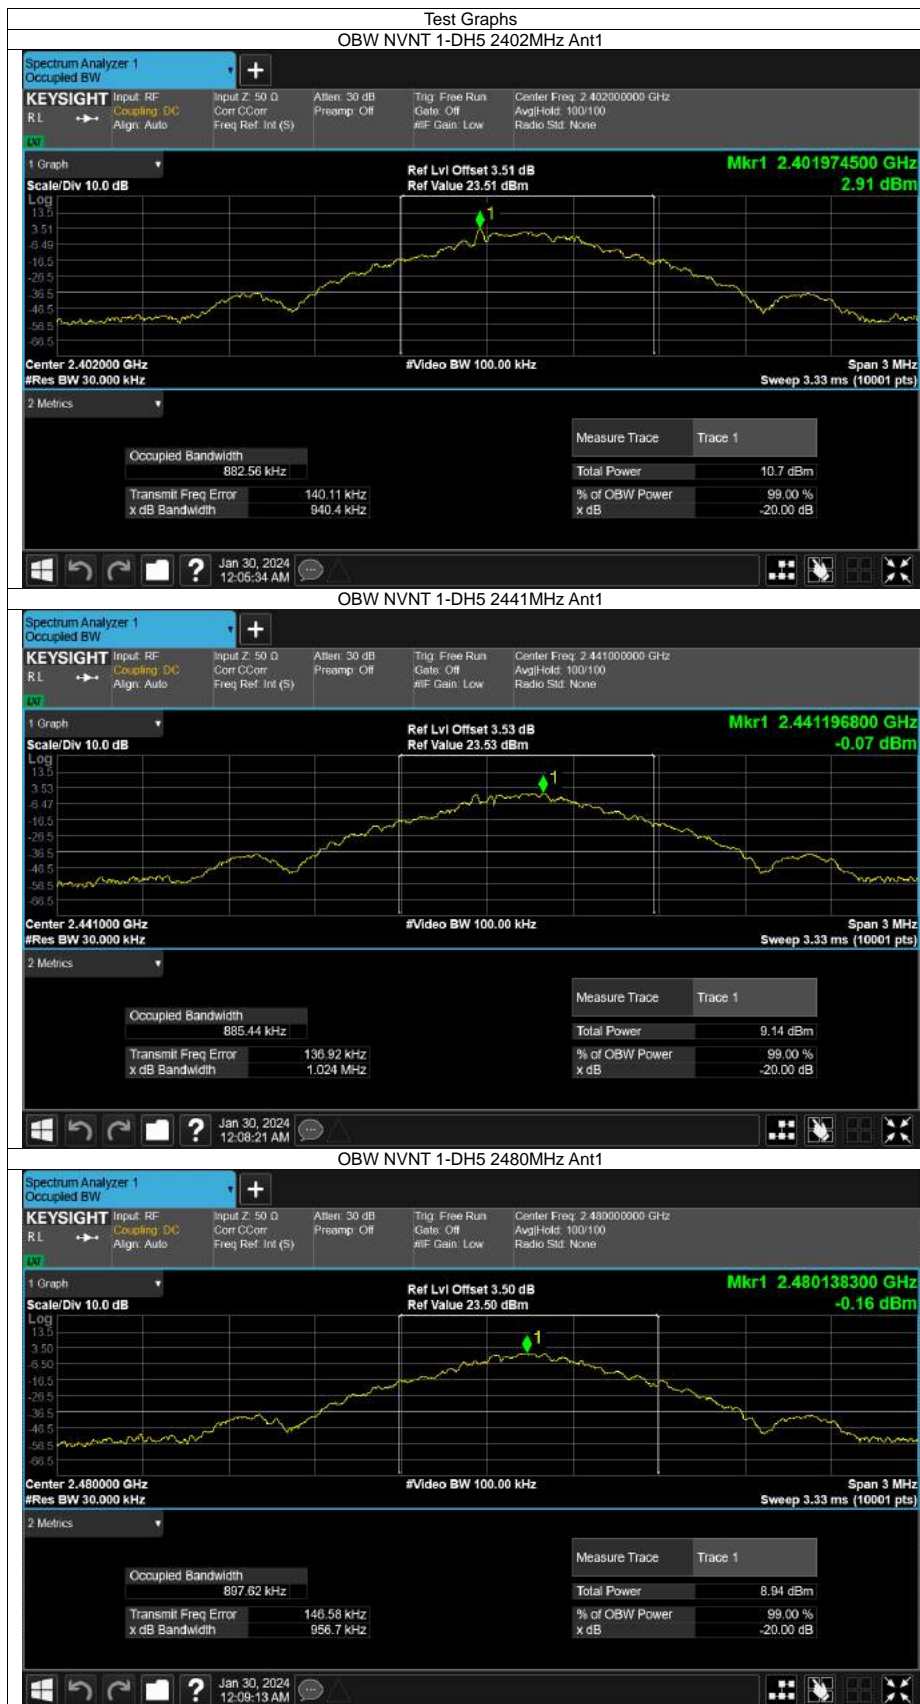 Test Graphs
OBW NVNT 1-DH5 2402MHz Ant1
Spectrum Analyzer 1
Occupied BW
KEYSIGHT Input: RF Input Z: 50 Ω Atten: 30 dB Trig: Free Run Center Freq: 2.402000000 GHz
RL Coupling: DC Corr CCorr Preamp: Off Gate: Off Avg|Hold: 100/100
Align: Auto Freq Ref: Int (S) #IF Gain: Low Radio Std: None
LXI
1 Graph Ref Lvl Offset 3.51 dB Mkr1 2.401974500 GHz
Scale/Div 10.0 dB Ref Value 23.51 dBm 2.91 dBm
Log
13.5
1
3.51
-6.49
-16.5
-26.5
-36.5
-46.5
-56.5
-66.5
Center 2.402000 GHz #Video BW 100.00 kHz Span 3 MHz
#Res BW 30.000 kHz Sweep 3.33 ms (10001 pts)
2 Metrics
Measure Trace Trace 1
Occupied Bandwidth
882.56 kHz Total Power 10.7 dBm
Transmit Freq Error 140.11 kHz % of OBW Power 99.00 %
x dB Bandwidth 940.4 kHz x dB -20.00 dB
? Jan 30, 2024
12:05:34 AM
OBW NVNT 1-DH5 2441MHz Ant1
Spectrum Analyzer 1
Occupied BW
KEYSIGHT Input: RF Input Z: 50 Ω Atten: 30 dB Trig: Free Run Center Freq: 2.441000000 GHz
RL Coupling: DC Corr CCorr Preamp: Off Gate: Off Avg|Hold: 100/100
Align: Auto Freq Ref: Int (S) #IF Gain: Low Radio Std: None
LXI
1 Graph Ref Lvl Offset 3.53 dB Mkr1 2.441196800 GHz
Scale/Div 10.0 dB Ref Value 23.53 dBm -0.07 dBm
Log
13.5
1
3.53
-6.47
-16.5
-26.5
-36.5
-46.5
-56.5
-66.5
Center 2.441000 GHz #Video BW 100.00 kHz Span 3 MHz
#Res BW 30.000 kHz Sweep 3.33 ms (10001 pts)
2 Metrics
Measure Trace Trace 1
Occupied Bandwidth
885.44 kHz Total Power 9.14 dBm
Transmit Freq Error 136.92 kHz % of OBW Power 99.00 %
x dB Bandwidth 1.024 MHz x dB -20.00 dB
? Jan 30, 2024
12:08:21 AM
OBW NVNT 1-DH5 2480MHz Ant1
Spectrum Analyzer 1
Occupied BW
KEYSIGHT Input: RF Input Z: 50 Ω Atten: 30 dB Trig: Free Run Center Freq: 2.480000000 GHz
RL Coupling: DC Corr CCorr Preamp: Off Gate: Off Avg|Hold: 100/100
Align: Auto Freq Ref: Int (S) #IF Gain: Low Radio Std: None
LXI
1 Graph Ref Lvl Offset 3.50 dB Mkr1 2.480138300 GHz
Scale/Div 10.0 dB Ref Value 23.50 dBm -0.16 dBm
Log
13.5
1
3.50
-6.50
-16.5
-26.5
-36.5
-46.5
-56.5
-66.5
Center 2.480000 GHz #Video BW 100.00 kHz Span 3 MHz
#Res BW 30.000 kHz Sweep 3.33 ms (10001 pts)
2 Metrics
Measure Trace Trace 1
Occupied Bandwidth
897.62 kHz Total Power 8.94 dBm
Transmit Freq Error 146.58 kHz % of OBW Power 99.00 %
x dB Bandwidth 956.7 kHz x dB -20.00 dB
? Jan 30, 2024
12:09:13 AM